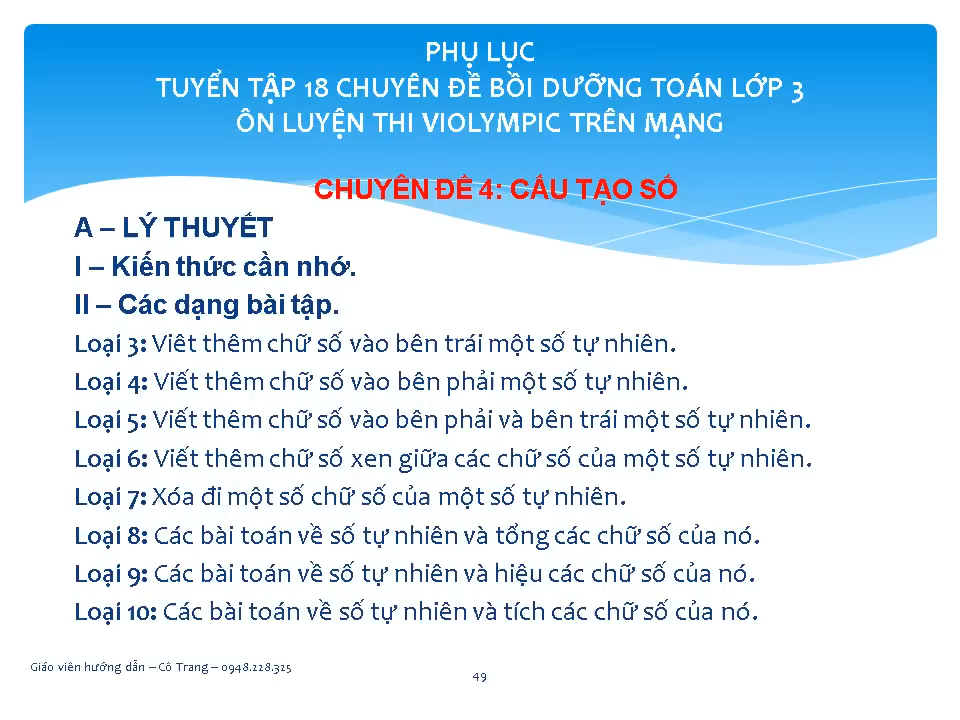 PHỤ LỤC
TUYỂN TẬP 18 CHUYÊN ĐỀ BỒI DƯỠNG TOÁN LỚP 3
ÔN LUYỆN THI VIOLYMPIC TRÊN MẠNG
CHUYÊN ĐỀ 4: CẤU TẠO SỐ
A – LÝ THUYẾT
I – Kiến thức cần nhớ.
II – Các dạng bài tập.
Loại 3: Viêt thêm chữ số vào bên trái một số tự nhiên.
Loại 4: Viết thêm chữ số vào bên phải một số tự nhiên.
Loại 5: Viết thêm chữ số vào bên phải và bên trái một số tự nhiên.
Loại 6: Viết thêm chữ số xen giữa các chữ số của một số tự nhiên.
Loại 7: Xóa đi một số chữ số của một số tự nhiên.
Loại 8: Các bài toán về số tự nhiên và tổng các chữ số của nó.
Loại 9: Các bài toán về số tự nhiên và hiệu các chữ số của nó.
Loại 10: Các bài toán về số tự nhiên và tích các chữ số của nó.
Giáo viên hướng dẫn – Cô Trang – 0948.228.325
49